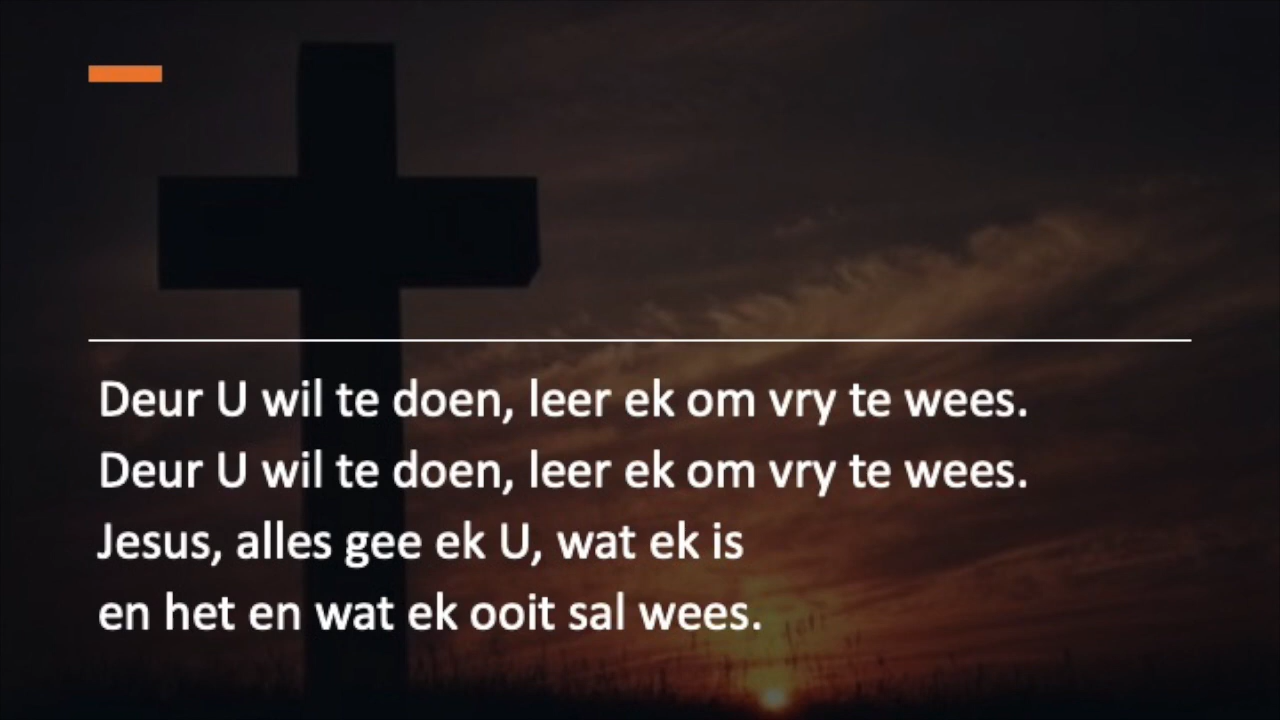 Deur U wil te doen, leer ek om vry te wees.
Deur U wil te doen, leer ek om vry te wees.
Jesus, alles gee ek U, wat ek is
en het en wat ek ooit sal wees.